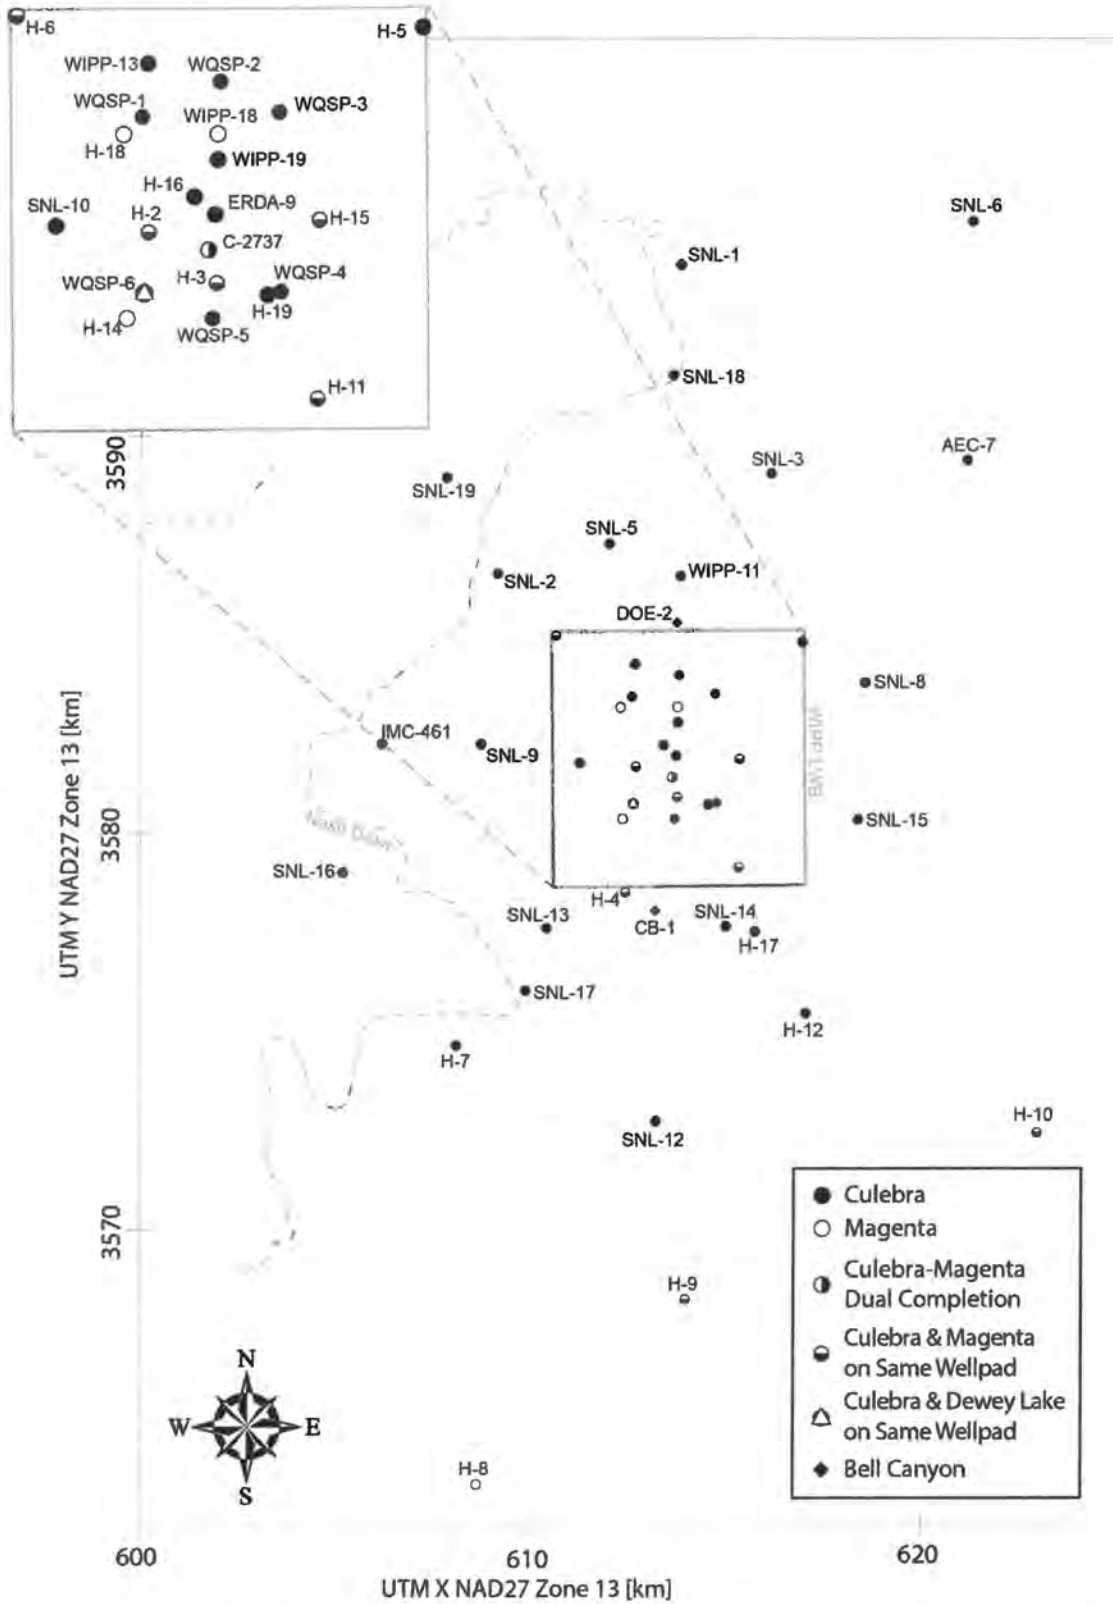 H-6
H-5
WIPP-13
WQSP-2
WQSP-1
WIPP-18
WQSP-3
H-18
WIPP-19
H-16
SNL-10
H-2
ERDA-9
H-15
C-2737
WQSP-6
H-3
WQSP-4
H-14
H-19
WQSP-5
H-11
SNL-6
SNL-1
SNL-18
3590
SNL-19
SNL-3
AEC-7
SNL-5
SNL-2
WIPP-11
DOE-2
SNL-8
UTM Y NAD27 Zone 13 [km]
IMC-461
SNL-9
WIPP LWB
3580
SNL-15
SNL-16
H-4
SNL-13
CB-1
SNL-14
H-17
SNL-17
H-12
H-7
SNL-12
H-10
3570
H-9
Culebra
Magenta
Culebra-Magenta
Dual Completion
Culebra & Magenta
on Same Wellpad
Culebra & Dewey Lake
on Same Wellpad
Bell Canyon
N
W
E
S
H-8
600
610
620
UTM X NAD27 Zone 13 [km]